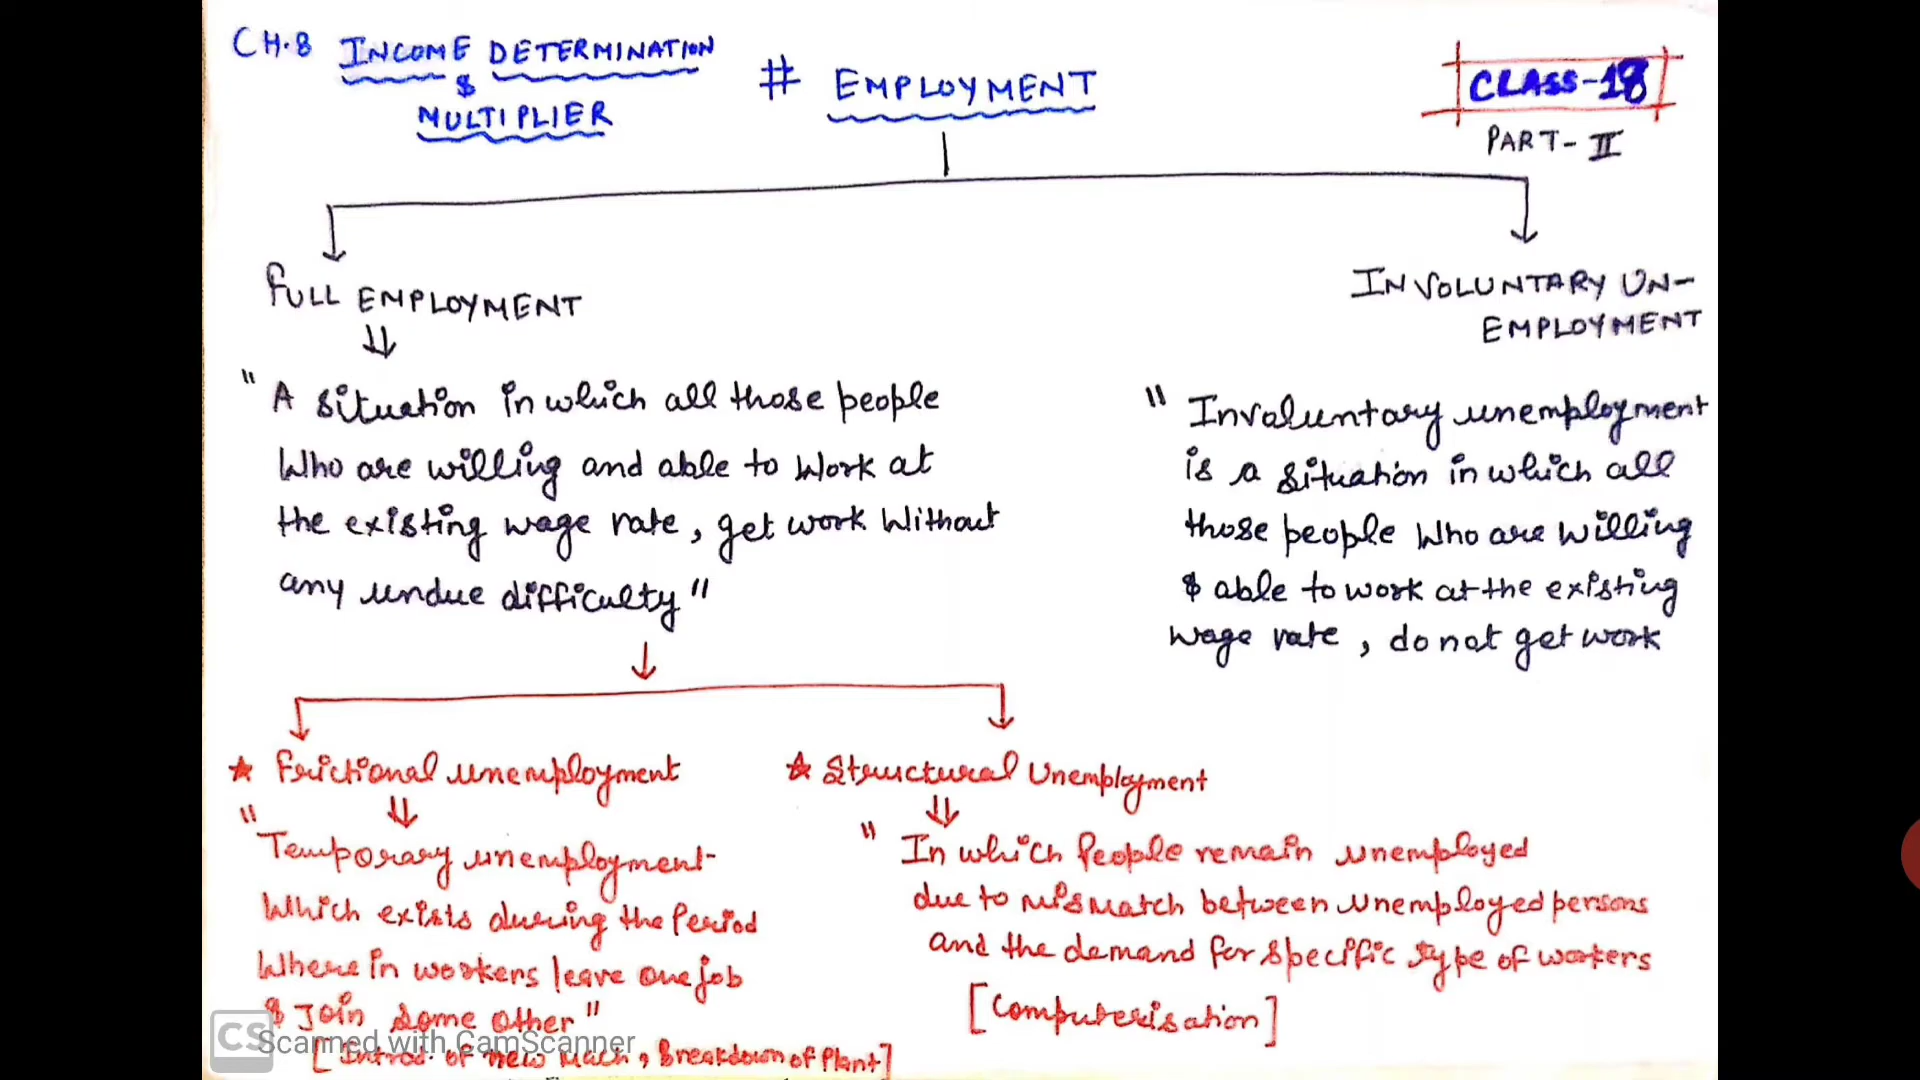 CH.8 INCOME DETERMINATION
&
MULTIPLIER
# EMPLOYMENT
CLASS-18
PART-II
FULL EMPLOYMENT
"A situation in which all those people
who are willing and able to work at
the existing wage rate, get work without
any undue difficulty"
INVOLUNTARY UN-
EMPLOYMENT
"Involuntary unemployment
is a situation in which all
those people who are willing
& able to work at the existing
wage rate, do not get work
★ Frictional unemployment
"Temporary unemployment
which exists during the period
where in workers leave one job
& Join some other"
[Introd. of new mach, Breakdown of Plant]
★ Structural Unemployment
"In which people remain unemployed
due to mismatch between unemployed persons
and the demand for specific type of workers
[Computerisation]
CS Scanned with CamScanner